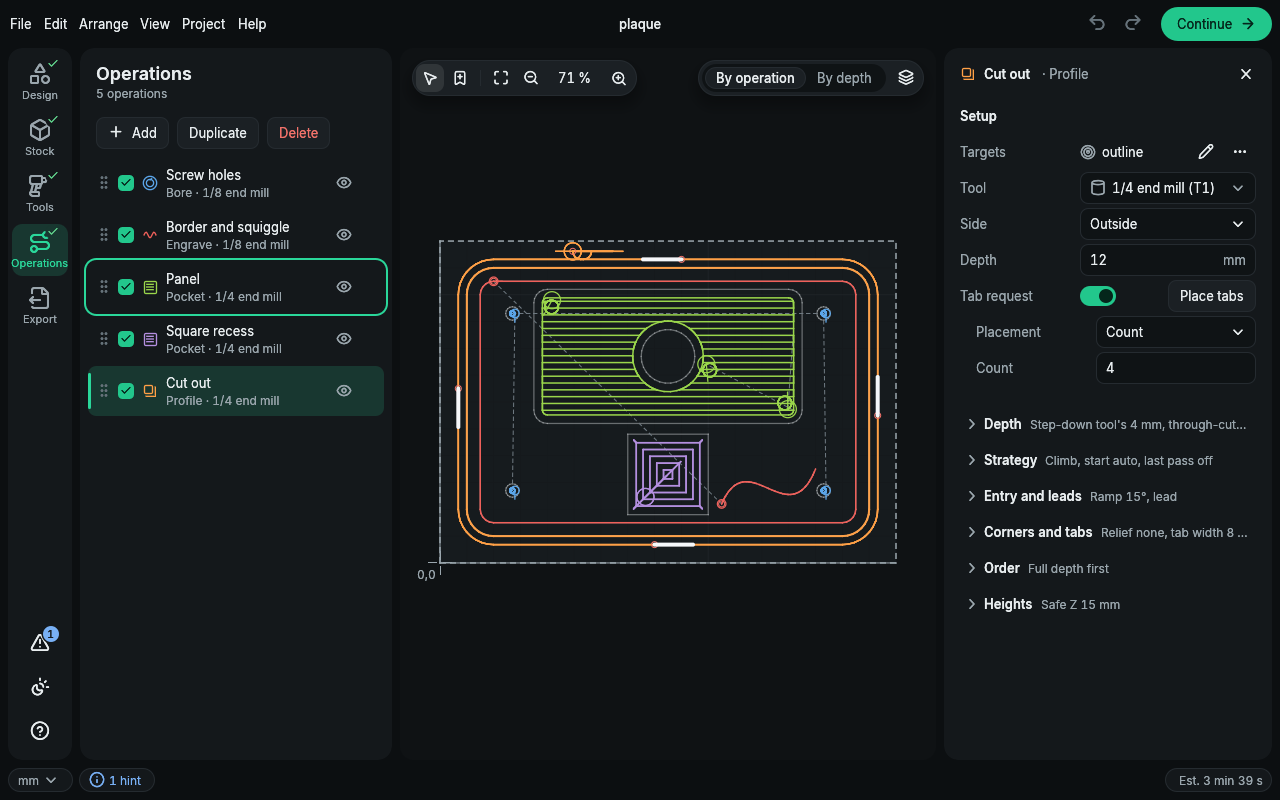 File Edit Arrange View Project Help
plaque
Continue
Design
Stock
Tools
Operations
Export
1
Operations
5 operations
Add Duplicate Delete
Screw holes
Bore · 1/8 end mill
Border and squiggle
Engrave · 1/8 end mill
Panel
Pocket · 1/4 end mill
Square recess
Pocket · 1/4 end mill
Cut out
Profile · 1/4 end mill
71 %
By operation By depth
0,0
Cut out · Profile
Setup
Targets outline
Tool 1/4 end mill (T1)
Side Outside
Depth 12 mm
Tab request Place tabs
Placement Count
Count 4
Depth Step-down tool's 4 mm, through-cut...
Strategy Climb, start auto, last pass off
Entry and leads Ramp 15°, lead
Corners and tabs Relief none, tab width 8 ...
Order Full depth first
Heights Safe Z 15 mm
mm
1 hint
Est. 3 min 39 s